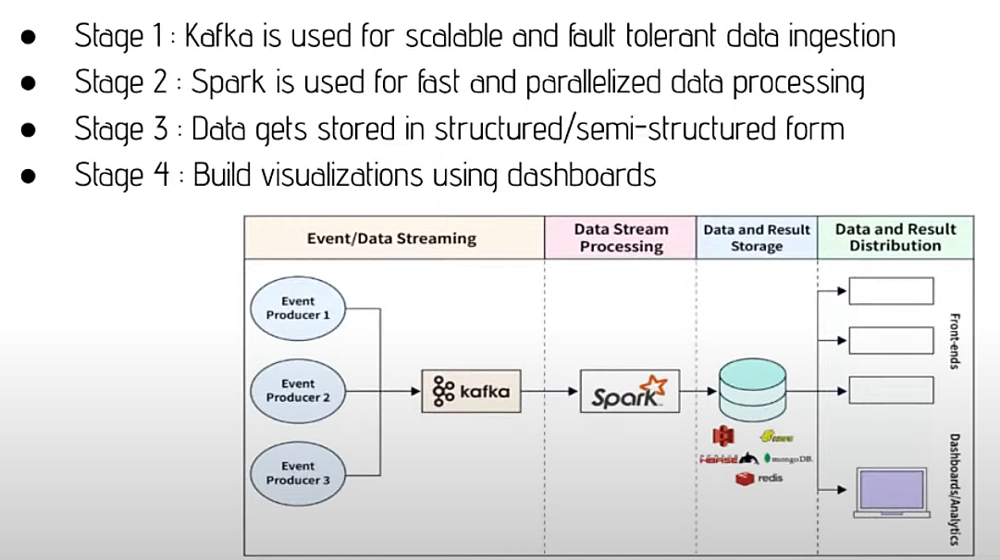 ● Stage 1 : Kafka is used for scalable and fault tolerant data ingestion
● Stage 2 : Spark is used for fast and parallelized data processing
● Stage 3 : Data gets stored in structured/semi-structured form
● Stage 4 : Build visualizations using dashboards
Event/Data Streaming
Data Stream
Processing
Data and Result
Storage
Data and Result
Distribution
Event
Producer 1
Event
Producer 2
Event
Producer 3
kafka
Spark
HBASE
mongoDB
redis
Front-ends
Dashboards/Analytics